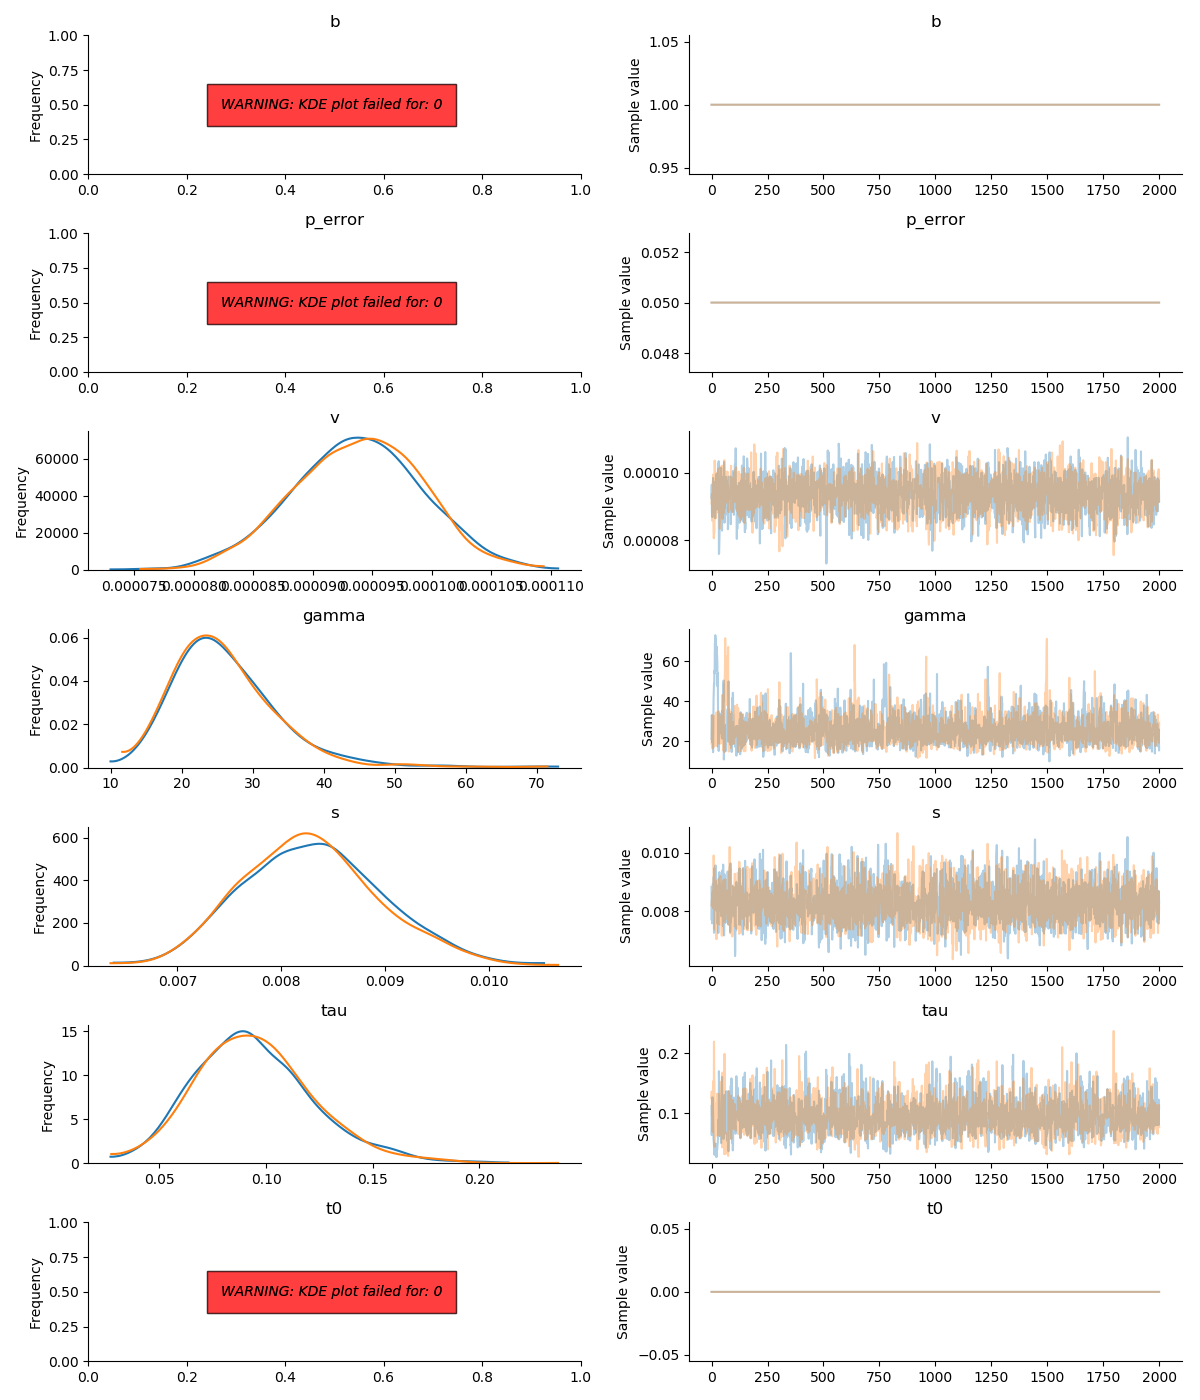 b
b
1.00
0.75
0.50
0.25
0.00
Frequency
WARNING: KDE plot failed for: 0
0.0 0.2 0.4 0.6 0.8 1.0
1.05
1.00
0.95
Sample value
0 250 500 750 1000 1250 1500 1750 2000
p_error
p_error
1.00
0.75
0.50
0.25
0.00
Frequency
WARNING: KDE plot failed for: 0
0.0 0.2 0.4 0.6 0.8 1.0
0.052
0.050
0.048
Sample value
0 250 500 750 1000 1250 1500 1750 2000
v
v
60000
40000
20000
0
Frequency
0.000075 0.000080 0.000085 0.000090 0.000095 0.000100 0.000105 0.000110
0.00010
0.00008
Sample value
0 250 500 750 1000 1250 1500 1750 2000
gamma
gamma
0.06
0.04
0.02
0.00
Frequency
10 20 30 40 50 60 70
60
40
20
Sample value
0 250 500 750 1000 1250 1500 1750 2000
s
s
600
400
200
0
Frequency
0.007 0.008 0.009 0.010
0.010
0.008
Sample value
0 250 500 750 1000 1250 1500 1750 2000
tau
tau
15
10
5
0
Frequency
0.05 0.10 0.15 0.20
0.2
0.1
Sample value
0 250 500 750 1000 1250 1500 1750 2000
t0
t0
1.00
0.75
0.50
0.25
0.00
Frequency
WARNING: KDE plot failed for: 0
0.0 0.2 0.4 0.6 0.8 1.0
0.05
0.00
−0.05
Sample value
0 250 500 750 1000 1250 1500 1750 2000